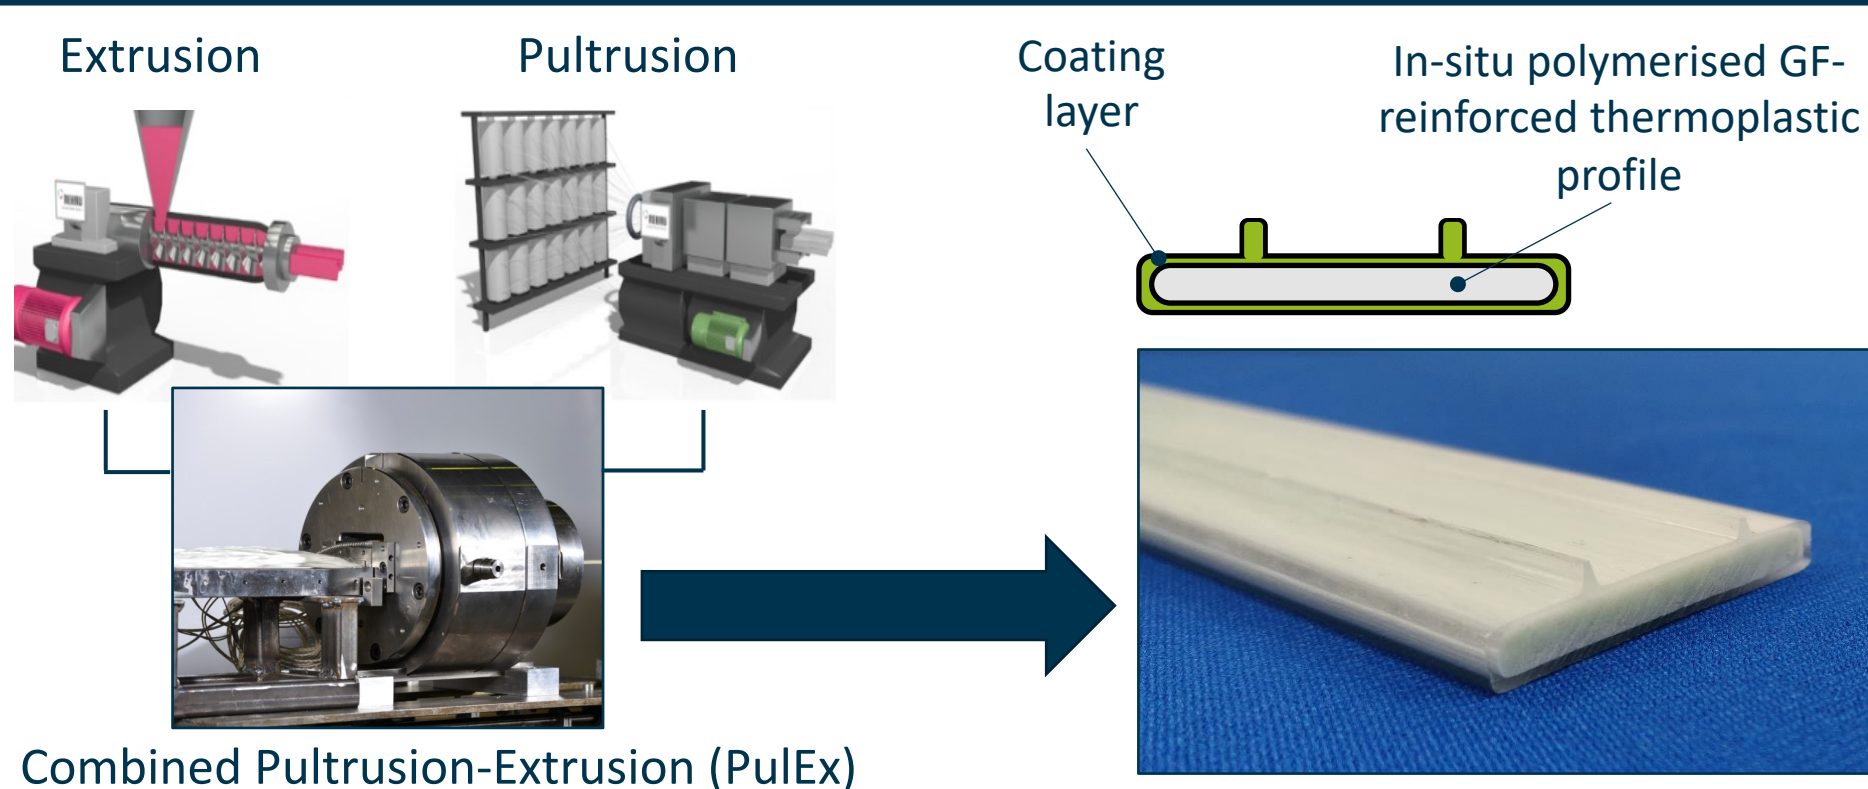 Extrusion
Pultrusion
Coating
layer
In-situ polymerised GF-
reinforced thermoplastic
profile
Combined Pultrusion-Extrusion (PulEx)